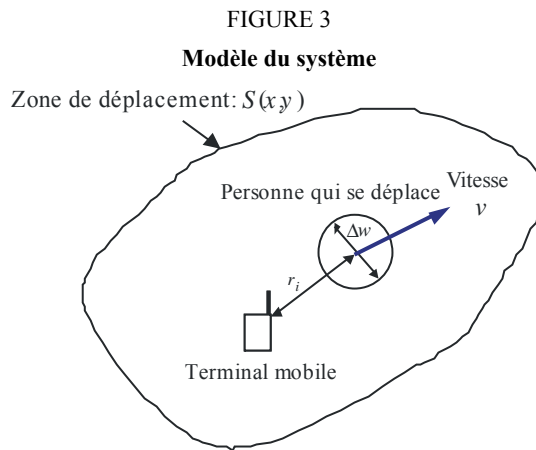 FIGURE 3
Modèle du système
Zone de déplacement: S(x,y)
Personne qui se déplace
Vitesse
v
Δw
r_i
Terminal mobile